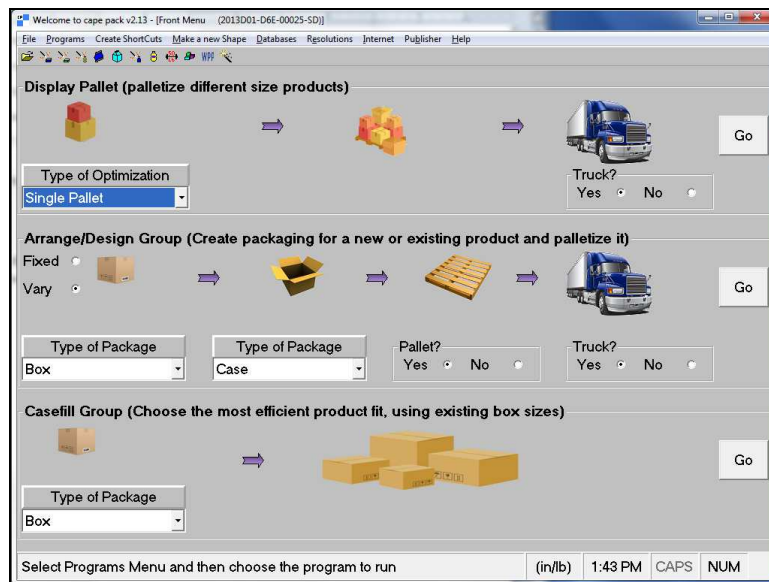 Welcome to cape pack v2.13 - [Front Menu (2013D01-D6E-00025-SD)]
File Programs Create ShortCuts Make a new Shape Databases Resolutions Internet Publisher Help
WPP
Display Pallet (palletize different size products)
Go
Type of Optimization
Single Pallet
Truck?
Yes No
Arrange/Design Group (Create packaging for a new or existing product and palletize it)
Fixed
Vary
Go
Type of Package
Box
Type of Package
Case
Pallet?
Yes No
Truck?
Yes No
Casefill Group (Choose the most efficient product fit, using existing box sizes)
Go
Type of Package
Box
Select Programs Menu and then choose the program to run (in/lb) 1:43 PM CAPS NUM